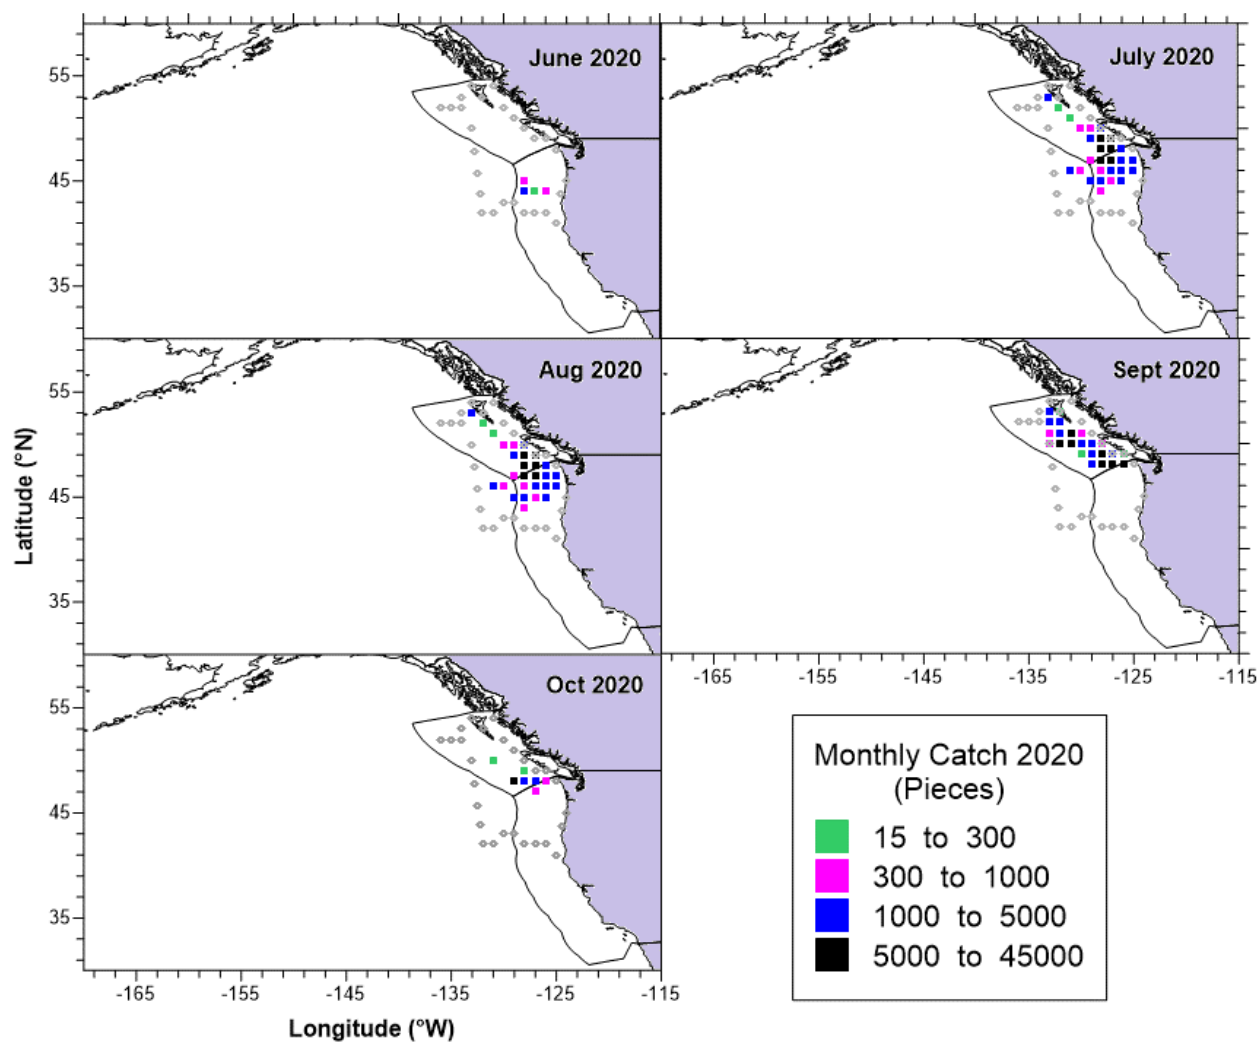 June 2020
July 2020
55
45
35
Aug 2020
Sept 2020
55
45
35
-165 -155 -145 -135 -125 -115
Oct 2020
55
45
35
-165 -155 -145 -135 -125 -115
Latitude (°N)
Longitude (°W)
Monthly Catch 2020
(Pieces)
15 to 300
300 to 1000
1000 to 5000
5000 to 45000